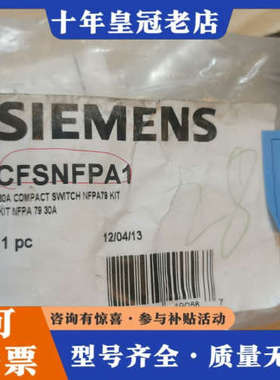 十年皇冠老店
SIEMENS
CFSNFPA1
30A COMPACT SWITCH NFPA79 KIT
KIT NFPA 79 30A
1 pc
12/04/13
咨询有惊喜·参与补贴活动
票
型号齐全·质量好